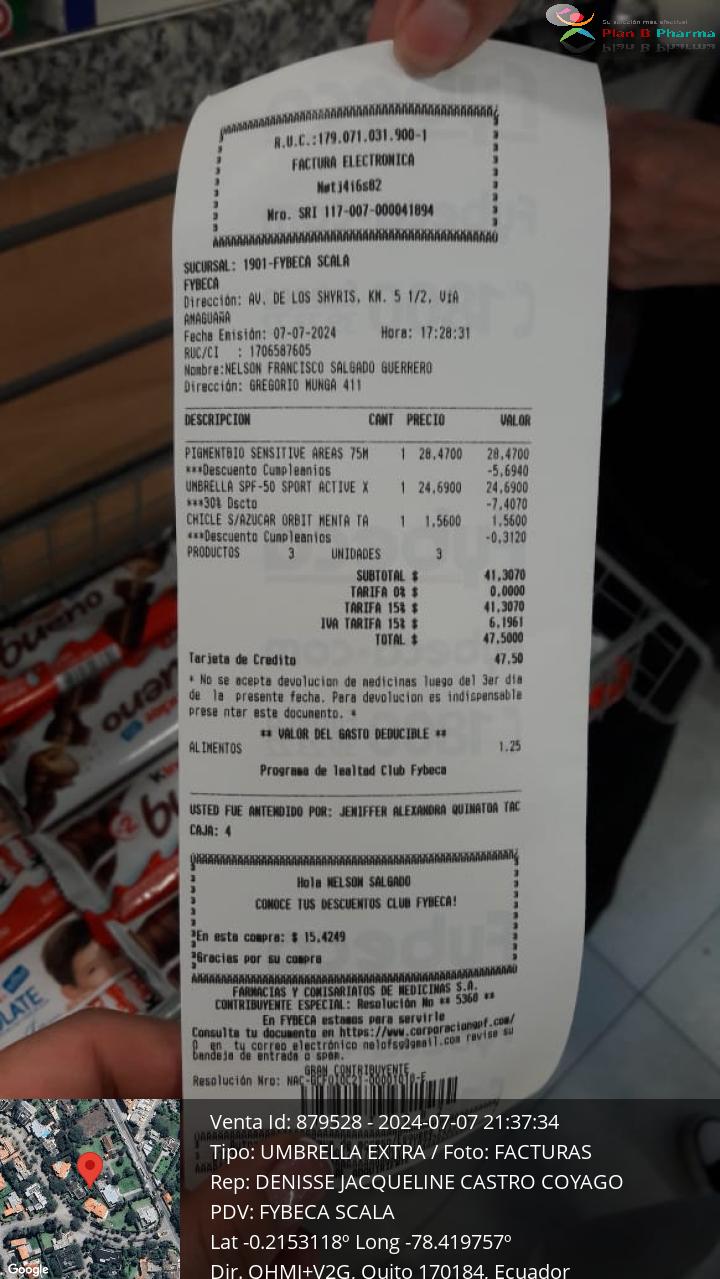 Su solución más efectiva!
Plan B Pharma
R.U.C.:179.071.031.900-1
FACTURA ELECTRONICA
Nro. SRI 117-007-000041894
SUCURSAL: 1901-FYBECA SCALA
FYBECA
Dirección: AV. DE LOS SHYRIS, KM. 5 1/2, VíA
AMAGUAÑA
Fecha Emisión: 07-07-2024 Hora: 17:28:31
RUC/CI : 1706587605
Nombre:NELSON FRANCISCO SALGADO GUERRERO
Dirección: GREGORIO MUNGA 411
DESCRIPCION CANT PRECIO VALOR
PIGMENTBIO SENSITIVE AREAS 75M 1 28,4700 28,4700
***Descuento Cumpleanios -5,6940
UMBRELLA SPF-50 SPORT ACTIVE X 1 24,6900 24,6900
***30% Dscto -7,4070
CHICLE S/AZUCAR ORBIT MENTA TA 1 1,5600 1,5600
***Descuento Cumpleanios -0,3120
PRODUCTOS 3 UNIDADES 3
SUBTOTAL $ 41,3070
TARIFA 0% $ 0,0000
TARIFA 15% $ 41,3070
IVA TARIFA 15% $ 6,1961
TOTAL $ 47,5000
Tarjeta de Credito 47.50
* No se acepta devolucion de medicinas luego del 3er dia
de la presente fecha. Para devolucion es indispensable
prese ntar este documento. *
** VALOR DEL GASTO DEDUCIBLE **
ALIMENTOS 1.25
Programa de lealtad Club Fybeca
USTED FUE ANTENDIDO POR: JENIFFER ALEXANDRA QUINATOA TAC
CAJA: 4
Hola NELSON SALGADO
CONOCE TUS DESCUENTOS CLUB FYBECA!
En esta compra: $ 15,4249
Gracias por su compra
FARMACIAS Y COMISARIATOS DE MEDICINAS S.A.
CONTRIBUYENTE ESPECIAL: Resolución No ** 5368 **
En FYBECA estamos para servirle
Consulta tu documento en https://www.corporaciongpf.com/
O en tu correo electrónico nelofsg@gmail.com revise su
bandeja de entrada o spam.
GRAN CONTRIBUYENTE
Resolución Nro:
Venta Id: 879528 - 2024-07-07 21:37:34
Tipo: UMBRELLA EXTRA / Foto: FACTURAS
Rep: DENISSE JACQUELINE CASTRO COYAGO
PDV: FYBECA SCALA
Lat -0.2153118º Long -78.419757º
Dir. QHMJ+V2G, Quito 170184, Ecuador
Google